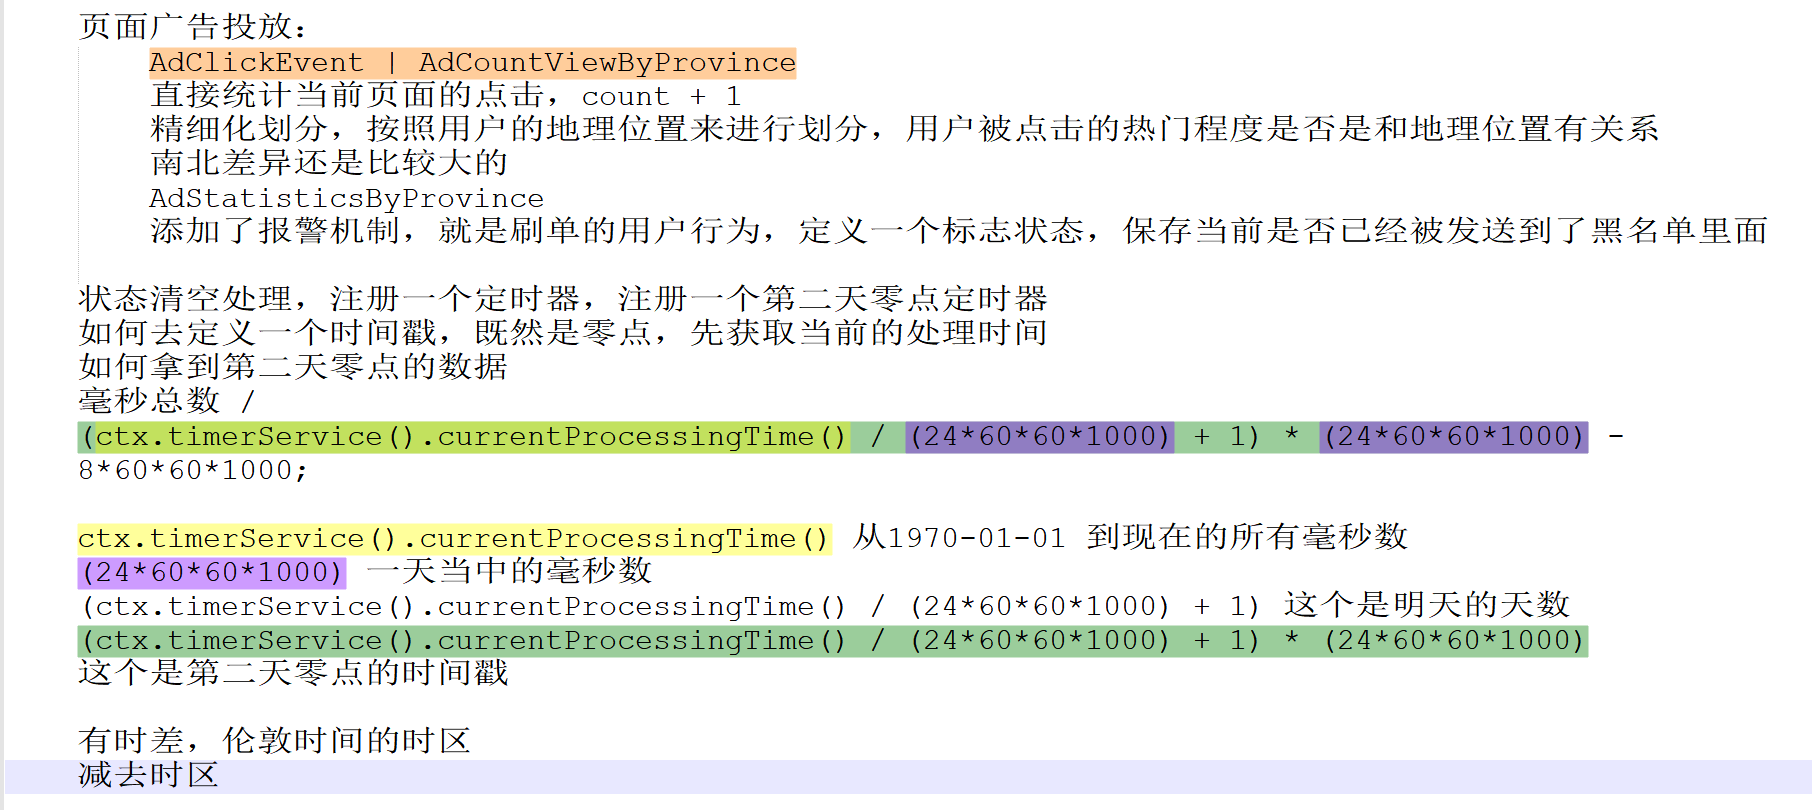 页面广告投放：
AdClickEvent | AdCountViewByProvince
直接统计当前页面的点击，count + 1
精细化划分，按照用户的地理位置来进行划分，用户被点击的热门程度是否是和地理位置有关系
南北差异还是比较大的
AdStatisticsByProvince
添加了报警机制，就是刷单的用户行为，定义一个标志状态，保存当前是否已经被发送到了黑名单里面
状态清空处理，注册一个定时器，注册一个第二天零点定时器
如何去定义一个时间戳，既然是零点，先获取当前的处理时间
如何拿到第二天零点的数据
毫秒总数 /
(ctx.timerService().currentProcessingTime() / (24*60*60*1000) + 1) * (24*60*60*1000) -
8*60*60*1000;
ctx.timerService().currentProcessingTime() 从1970-01-01 到现在的所有毫秒数
(24*60*60*1000) 一天当中的毫秒数
(ctx.timerService().currentProcessingTime() / (24*60*60*1000) + 1) 这个是明天的天数
(ctx.timerService().currentProcessingTime() / (24*60*60*1000) + 1) * (24*60*60*1000)
这个是第二天零点的时间戳
有时差，伦敦时间的时区
减去时区